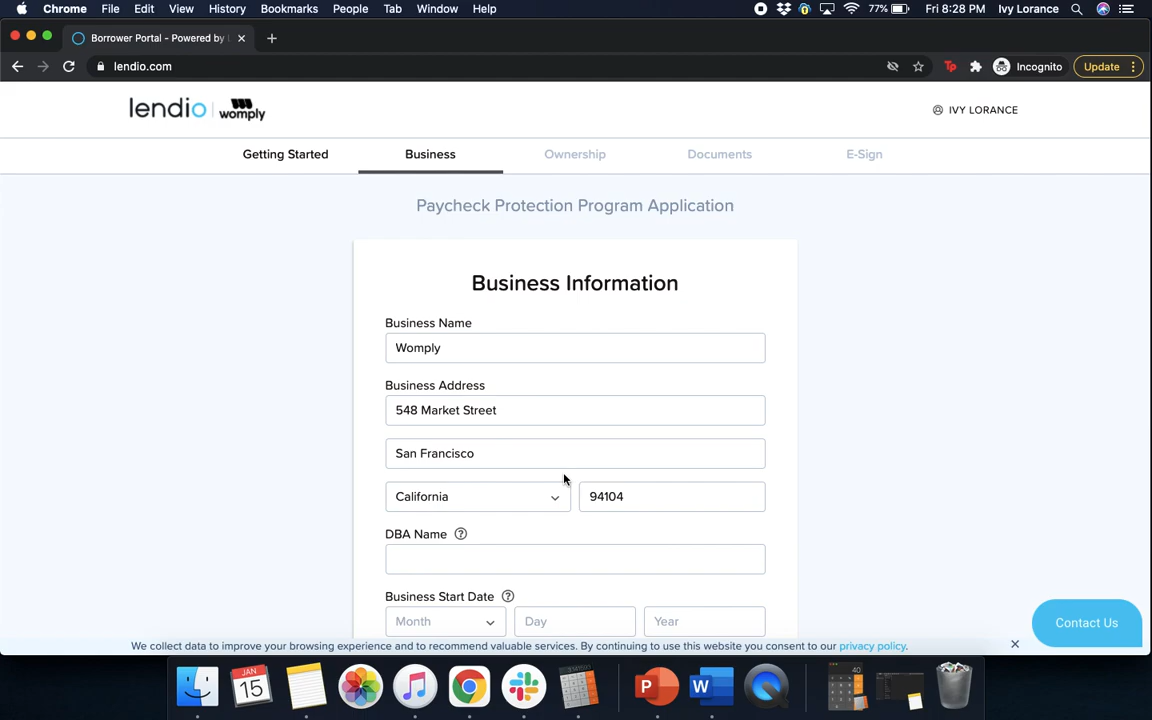 Chrome File Edit View History Bookmarks People Tab Window Help 77% Fri 8:28 PM Ivy Lorance
Borrower Portal - Powered by
lendio.com Tp Incognito Update
lendio womply IVY LORANCE
Getting Started Business Ownership Documents E-Sign
Paycheck Protection Program Application
Business Information
Business Name
Womply
Business Address
548 Market Street
San Francisco
California 94104
DBA Name ?
Business Start Date ?
Month Day Year
Contact Us
We collect data to improve your browsing experience and to recommend valuable services. By continuing to use this website you consent to our privacy policy.
JAN
15
P W
40